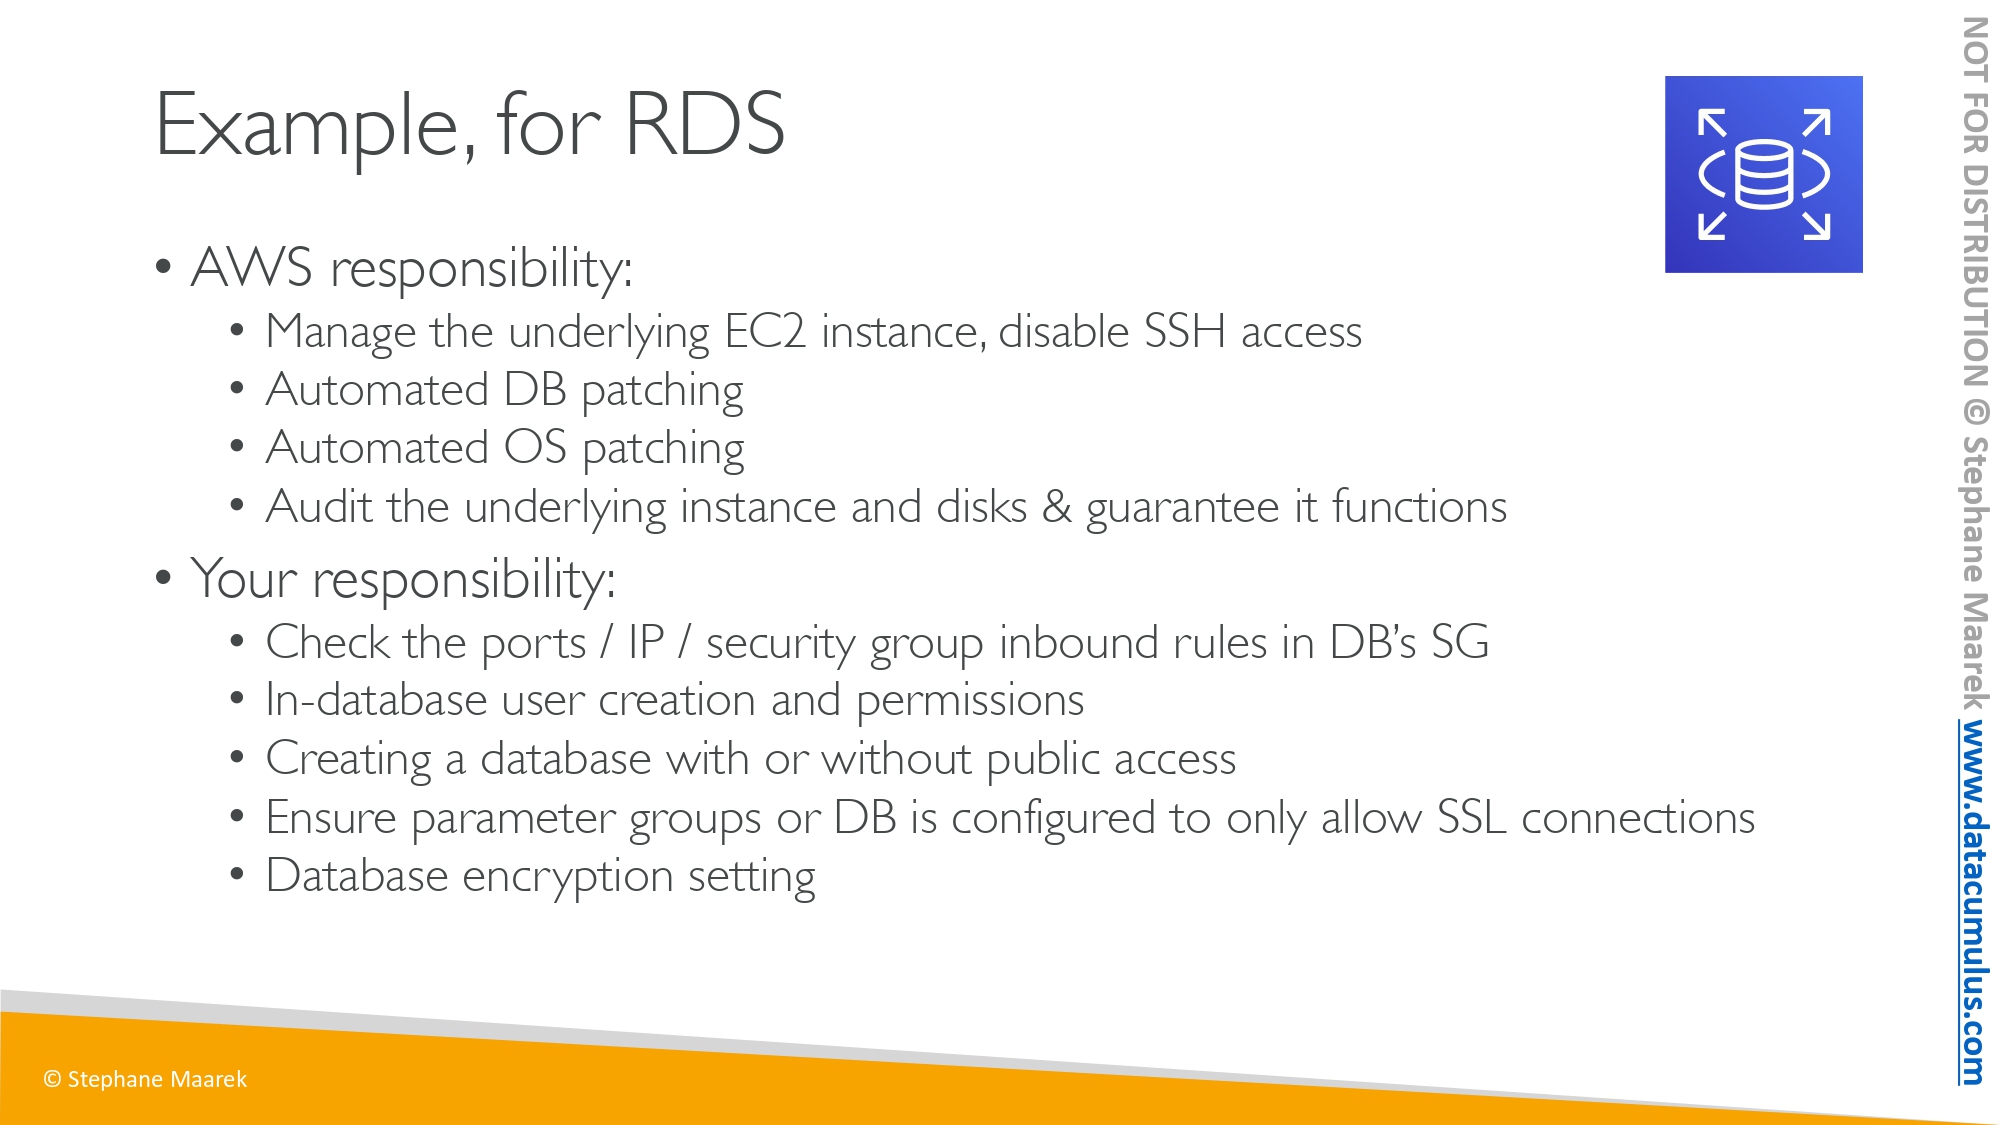 Example, for RDS
• AWS responsibility:
• Manage the underlying EC2 instance, disable SSH access
• Automated DB patching
• Automated OS patching
• Audit the underlying instance and disks & guarantee it functions
• Your responsibility:
• Check the ports / IP / security group inbound rules in DB’s SG
• In-database user creation and permissions
• Creating a database with or without public access
• Ensure parameter groups or DB is configured to only allow SSL connections
• Database encryption setting
© Stephane Maarek
NOT FOR DISTRIBUTION © Stephane Maarek www.datacumulus.com